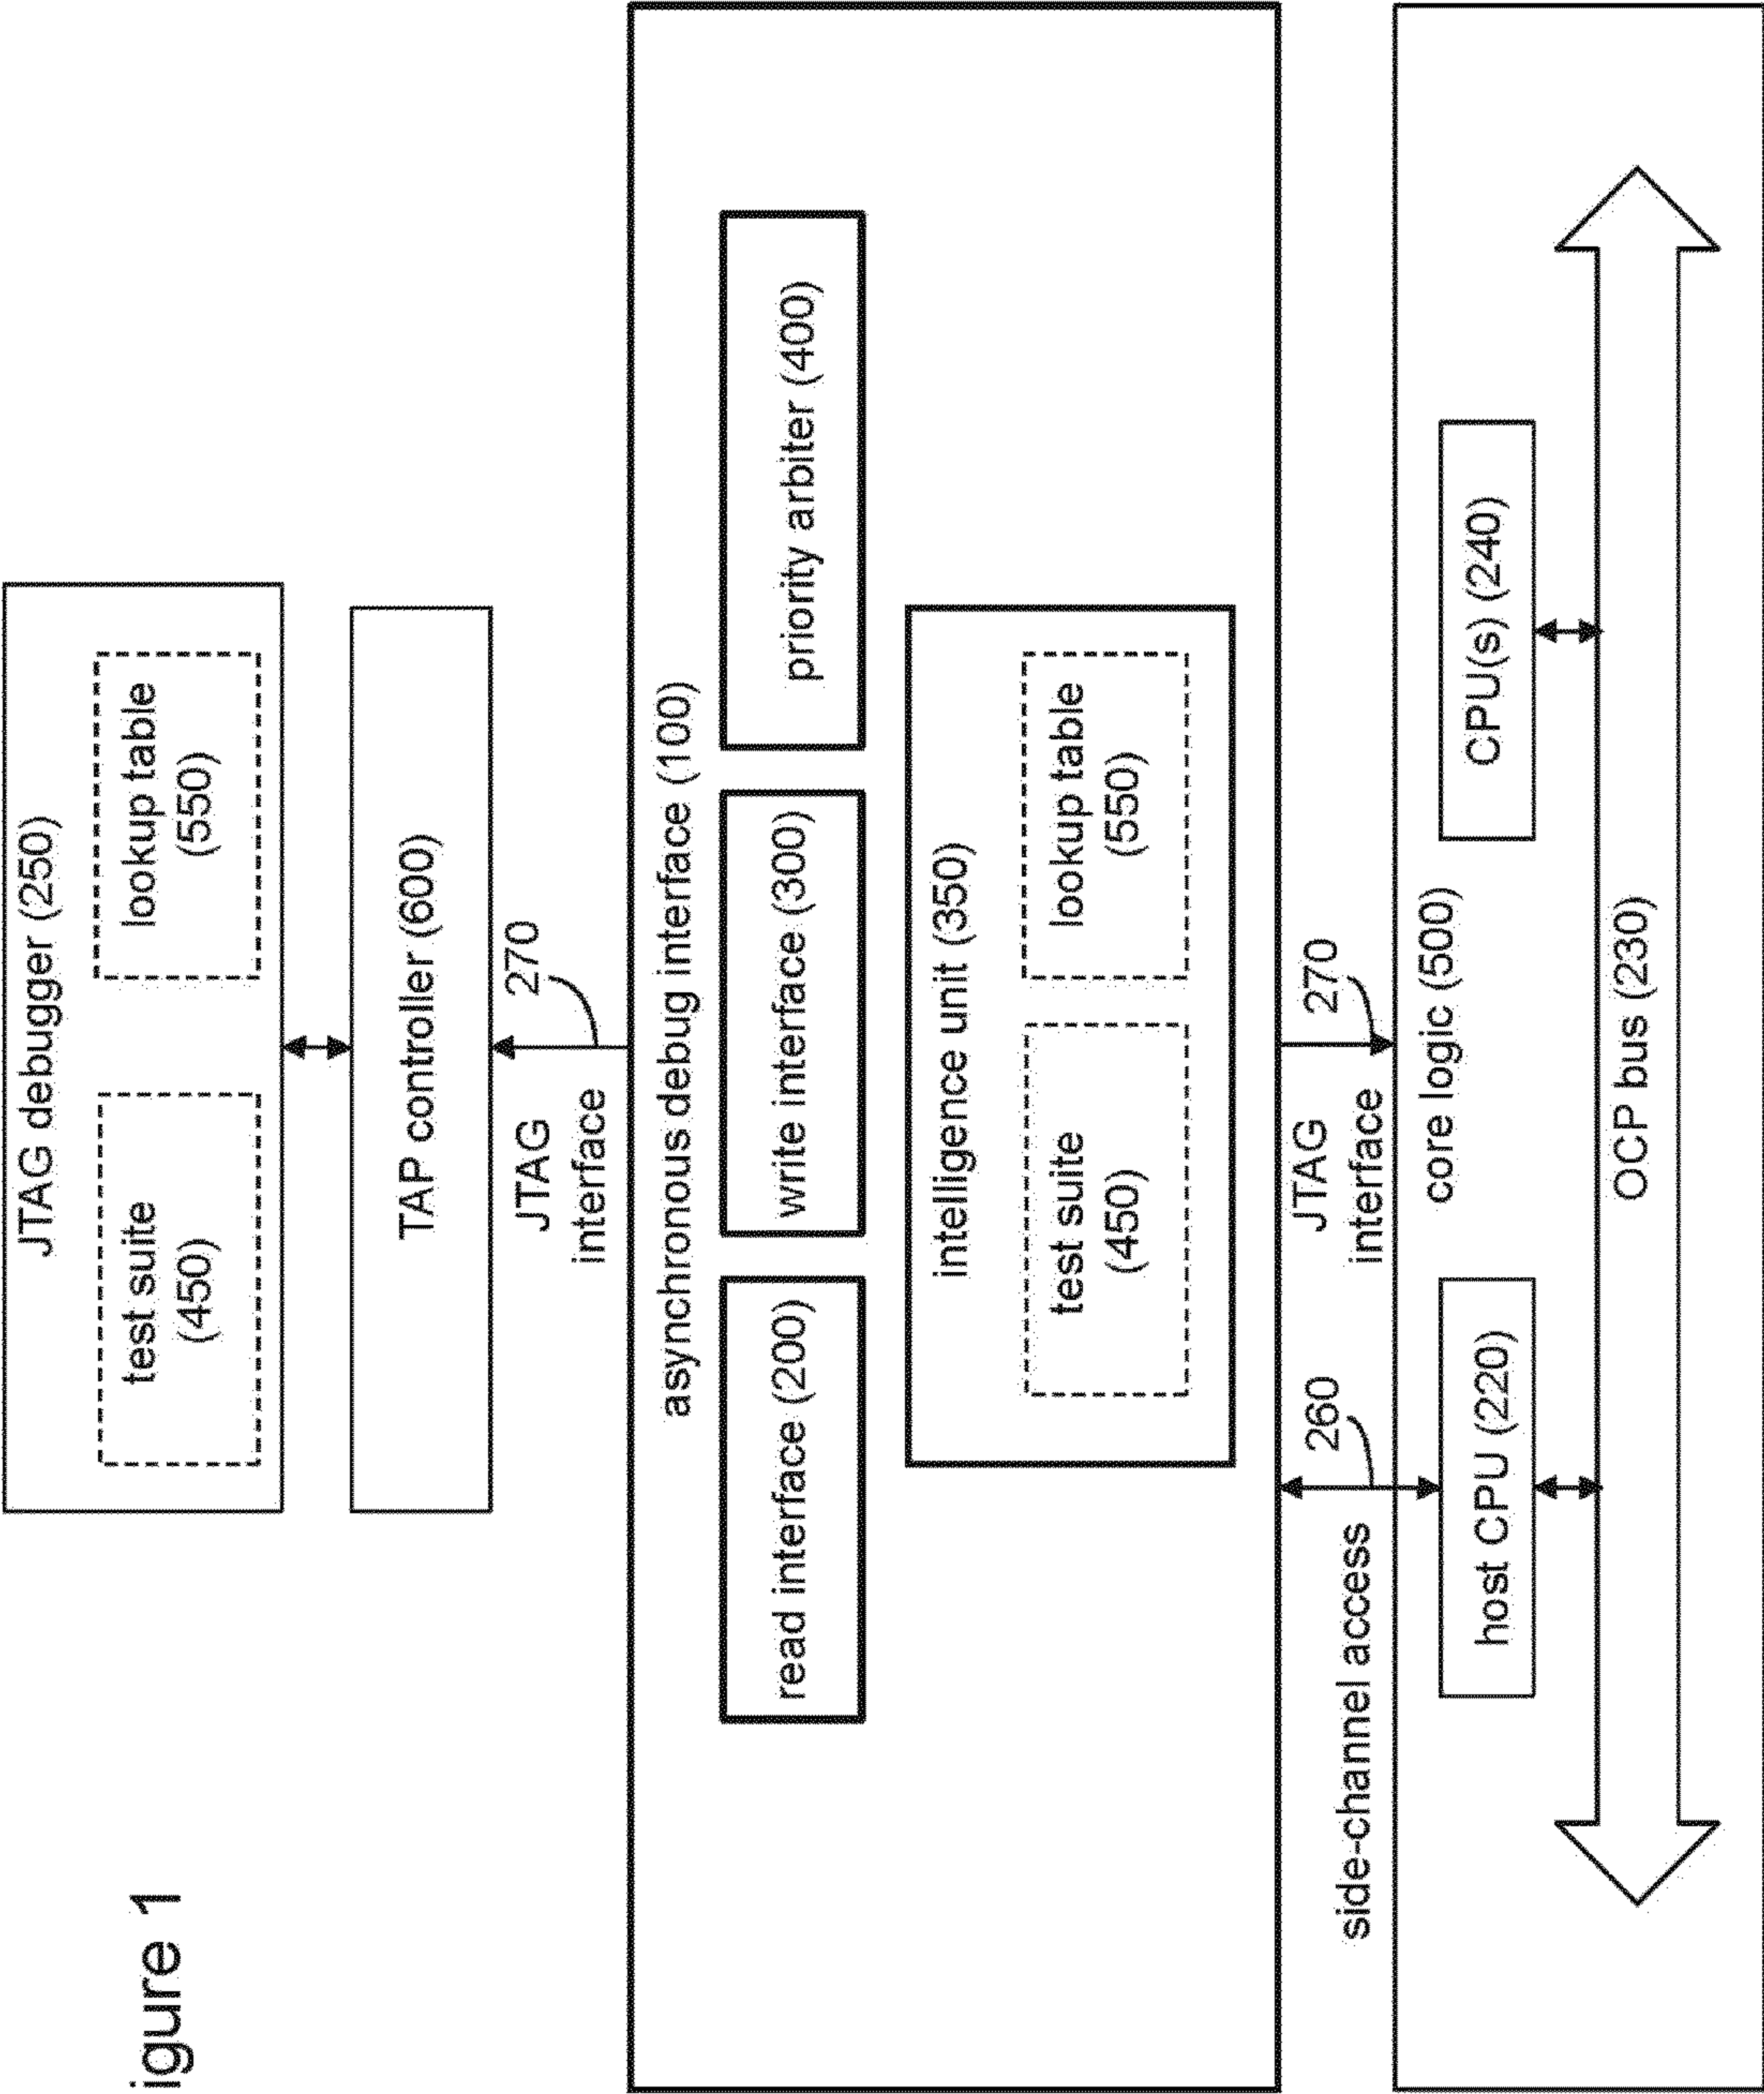 igure 1
JTAG debugger (250)
test suite
(450)
lookup table
(550)
TAP controller (600)
JTAG
interface
270
asynchronous debug interface (100)
read interface (200)
write interface (300)
priority arbiter (400)
intelligence unit (350)
test suite
(450)
lookup table
(550)
side-channel access
260
JTAG
interface
270
core logic (500)
host CPU (220)
CPU(s) (240)
OCP bus (230)